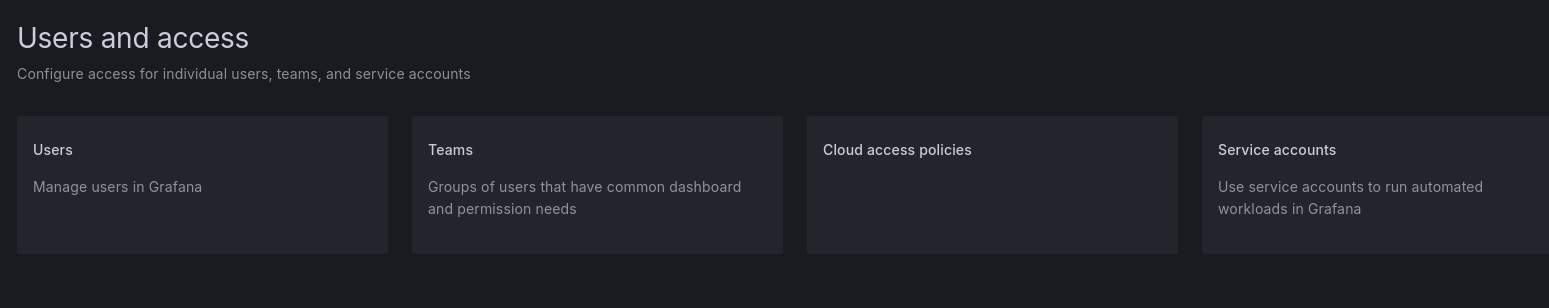 Users and access
Configure access for individual users, teams, and service accounts
Users
Manage users in Grafana
Teams
Groups of users that have common dashboard
and permission needs
Cloud access policies
Service accounts
Use service accounts to run automated
workloads in Grafana